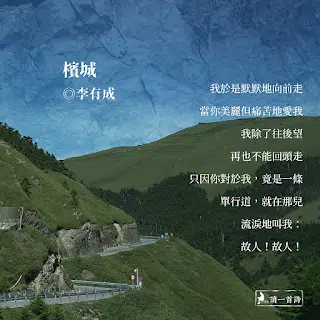 檳城
◎李有成
我於是默默地向前走
當你美麗但痛苦地愛我
我除了往後望
再也不能回頭走
只因你對於我，竟是一條
單行道，就在那兒
流淚地叫我：
故人！故人！
讀一首詩